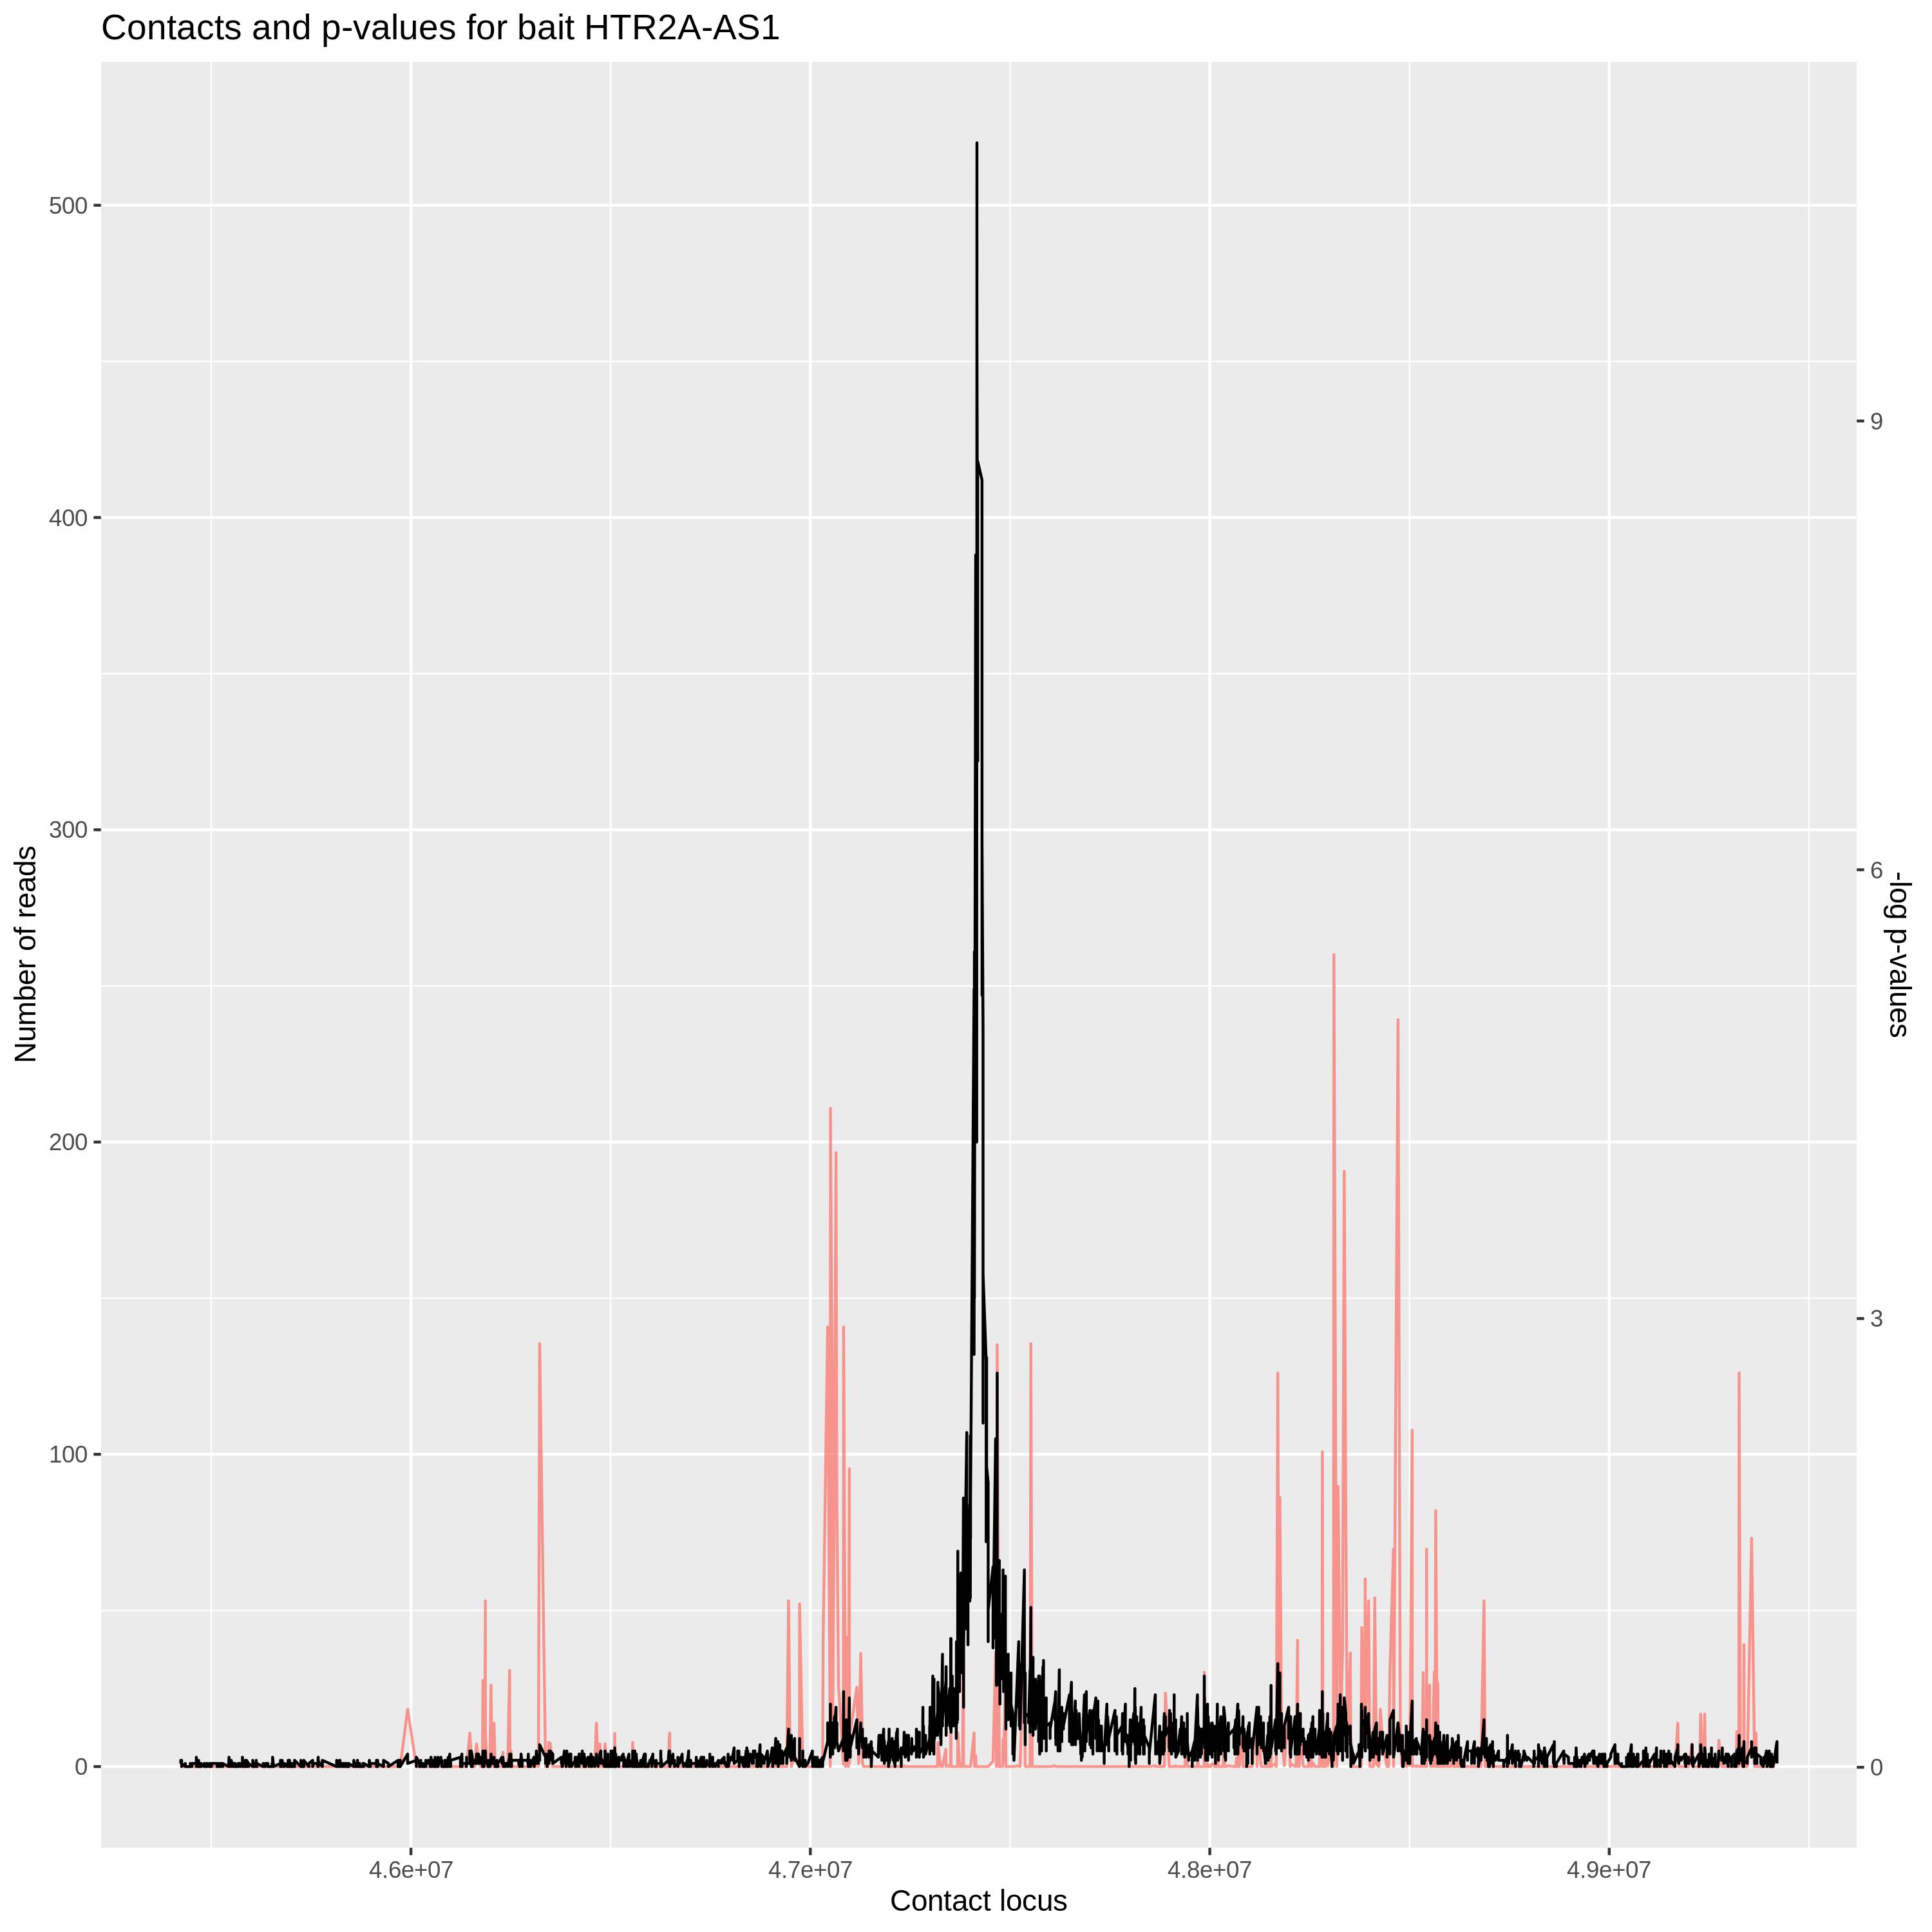 Contacts and p-values for bait HTR2A-AS1
500
400
300
200
100
0
Number of reads
9
6
3
0
-log p-values
4.6e+07
4.7e+07
4.8e+07
4.9e+07
Contact locus